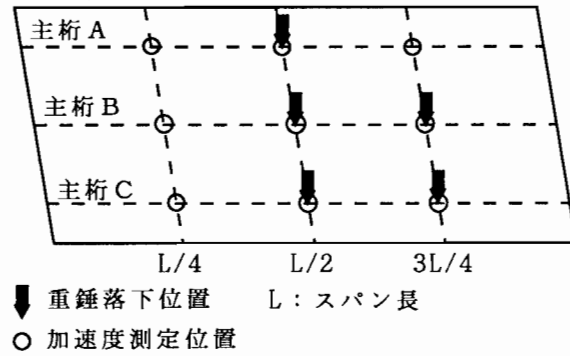 主桁A
主桁B
主桁C
L/4 L/2 3L/4
重錘落下位置 L：スパン長
加速度測定位置